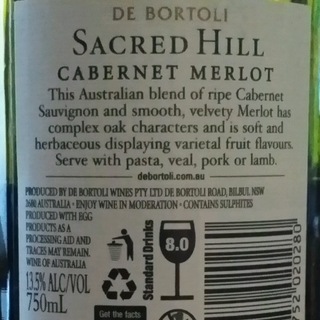 DE BORTOLI
SACRED HILL
CABERNET MERLOT
This Australian blend of ripe Cabernet
Sauvignon and smooth, velvety Merlot has
complex oak characters and is soft and
herbaceous displaying varietal fruit flavours.
Serve with pasta, veal, pork or lamb.
debortoli.com.au
PRODUCED BY DE BORTOLI WINES PTY LTD DE BORTOLI ROAD, BILBUL NSW
2680 AUSTRALIA • ENJOY WINE IN MODERATION • CONTAINS SULPHITES
PRODUCED WITH EGG
PRODUCTS AS A
PROCESSING AID AND
TRACES MAY REMAIN.
WINE OF AUSTRALIA
13.5% ALC/VOL
750mL
Standard Drinks
8.0
Get the facts
752020280